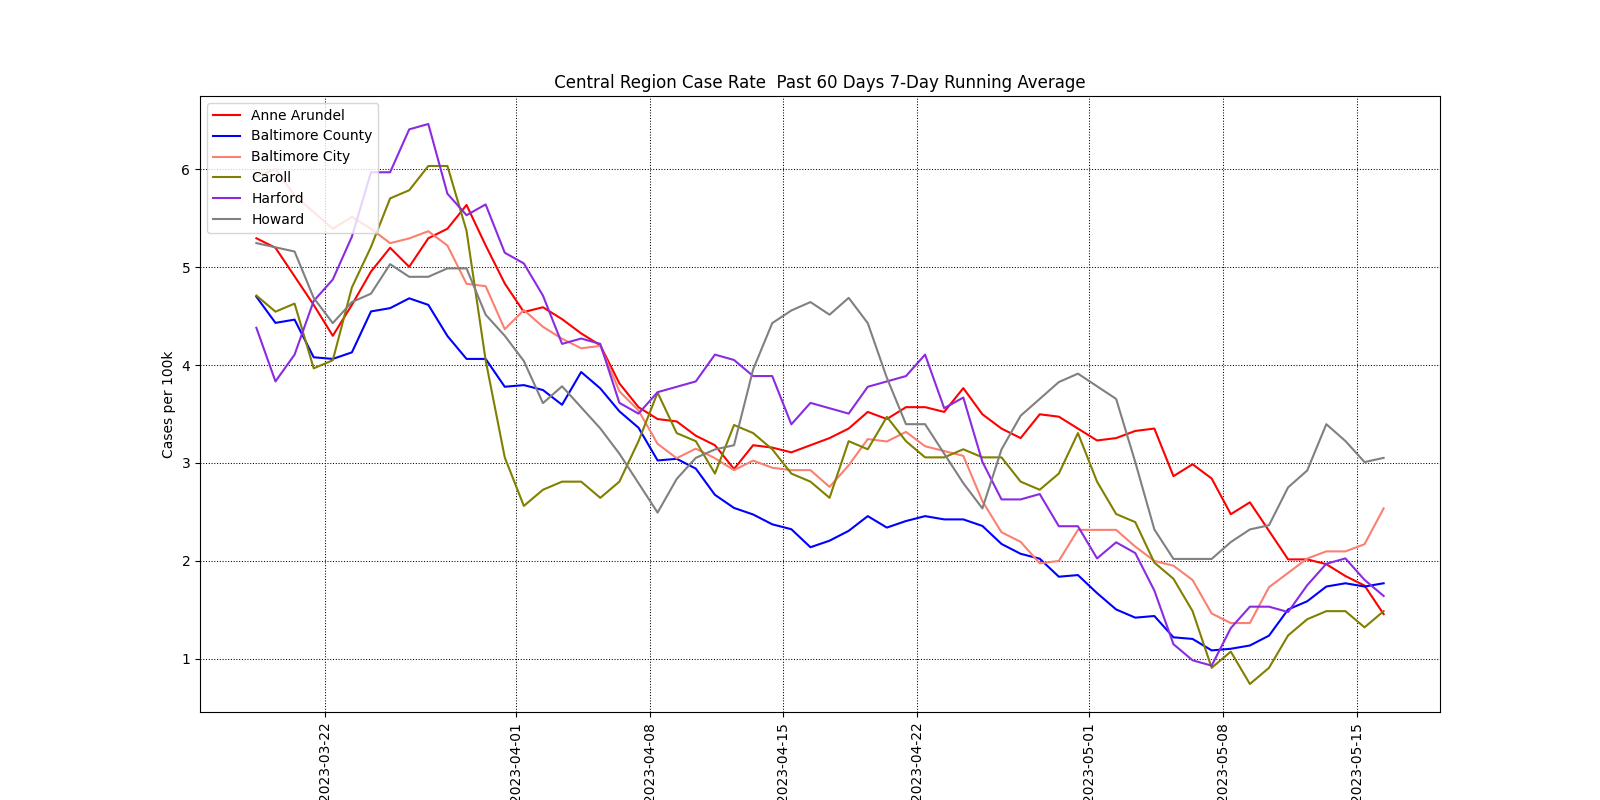 Central Region Case Rate  Past 60 Days 7-Day Running Average
Anne Arundel
Baltimore County
Baltimore City
Caroll
Harford
Howard
Cases per 100k
6
5
4
3
2
1
2023-03-22
2023-04-01
2023-04-08
2023-04-15
2023-04-22
2023-05-01
2023-05-08
2023-05-15